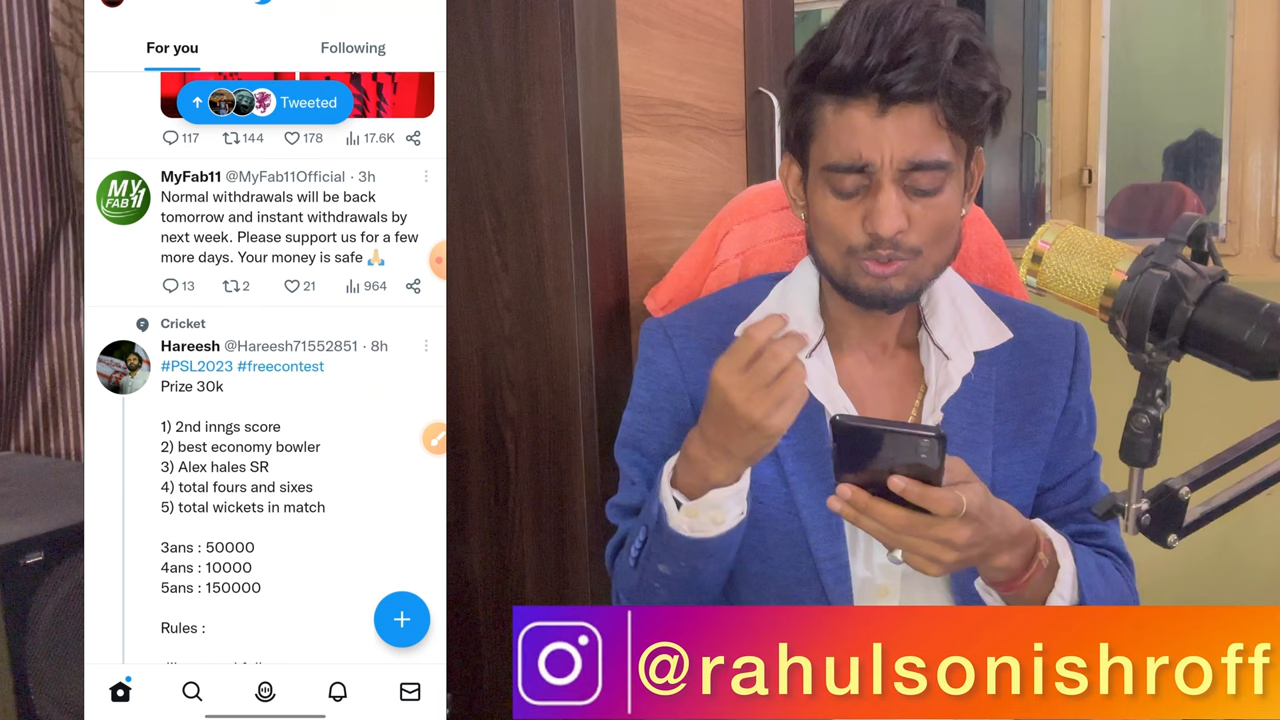 For you
Following
Tweeted
117
144
178
17.6K
MY
FAB11
MyFab11 @MyFab11Official · 3h
Normal withdrawals will be back
tomorrow and instant withdrawals by
next week. Please support us for a few
more days. Your money is safe 🙏
13
2
21
964
Cricket
Hareesh @Hareesh71552851 · 8h
#PSL2023 #freecontest
Prize 30k
1) 2nd inngs score
2) best economy bowler
3) Alex hales SR
4) total fours and sixes
5) total wickets in match
3ans : 50000
4ans : 10000
5ans : 150000
Rules :
@rahulsonishroff